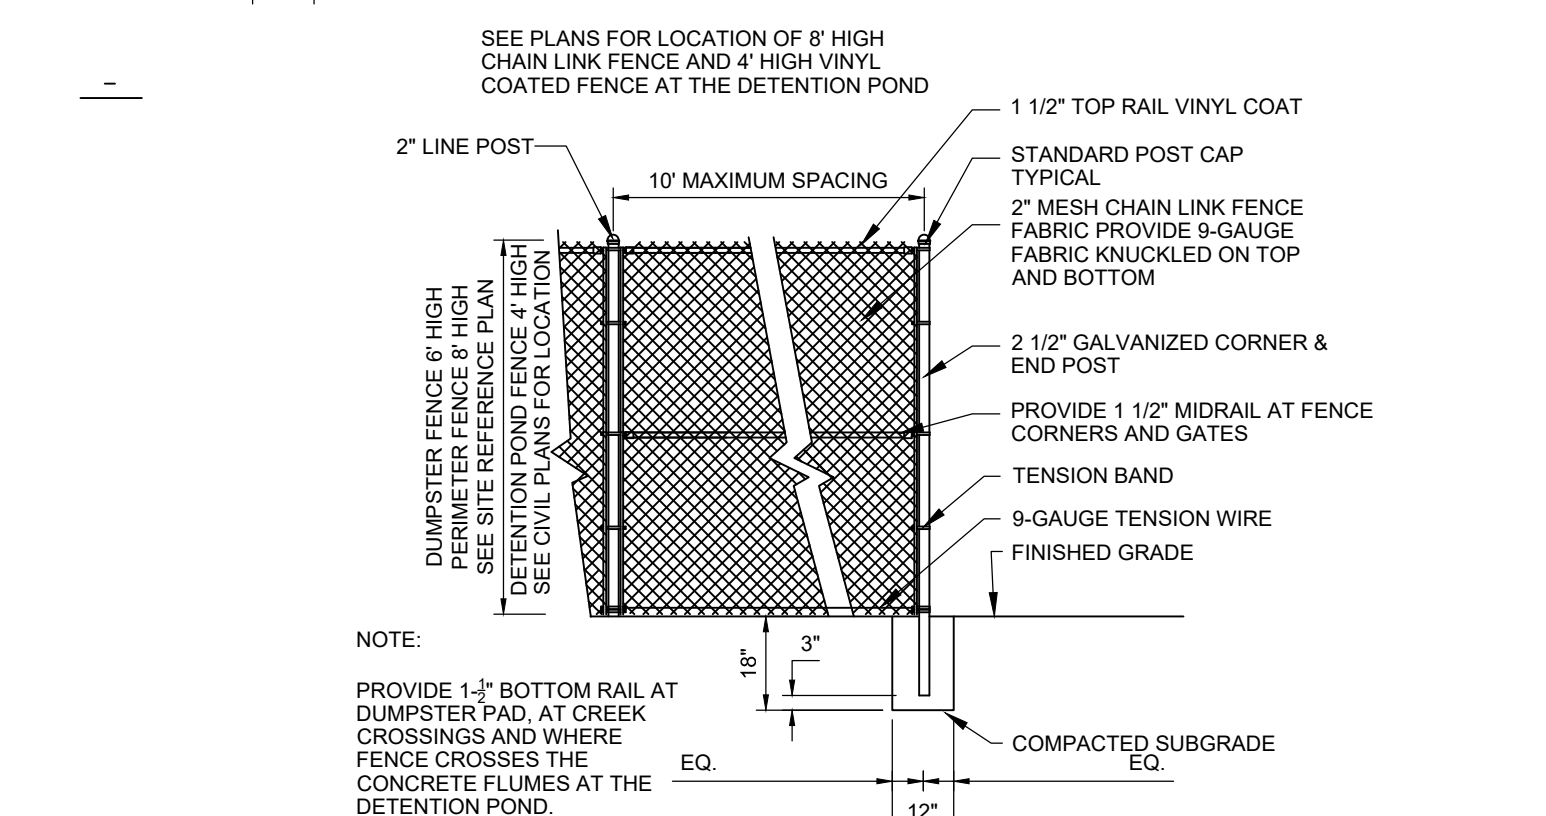 SEE PLANS FOR LOCATION OF 8' HIGH
CHAIN LINK FENCE AND 4' HIGH VINYL
COATED FENCE AT THE DETENTION POND
–
1 1/2" TOP RAIL VINYL COAT
2" LINE POST
STANDARD POST CAP
TYPICAL
10' MAXIMUM SPACING
2" MESH CHAIN LINK FENCE
FABRIC PROVIDE 9-GAUGE
FABRIC KNUCKLED ON TOP
AND BOTTOM
DUMPSTER FENCE 6' HIGH
PERIMETER FENCE 8' HIGH
SEE SITE REFERENCE PLAN
DETENTION POND FENCE 4' HIGH
SEE CIVIL PLANS FOR LOCATION
2 1/2" GALVANIZED CORNER &
END POST
PROVIDE 1 1/2" MIDRAIL AT FENCE
CORNERS AND GATES
TENSION BAND
9-GAUGE TENSION WIRE
FINISHED GRADE
NOTE:
PROVIDE 1-1/2" BOTTOM RAIL AT
DUMPSTER PAD, AT CREEK
CROSSINGS AND WHERE
FENCE CROSSES THE
CONCRETE FLUMES AT THE
DETENTION POND.
18"
3"
COMPACTED SUBGRADE
EQ.
EQ.
12"